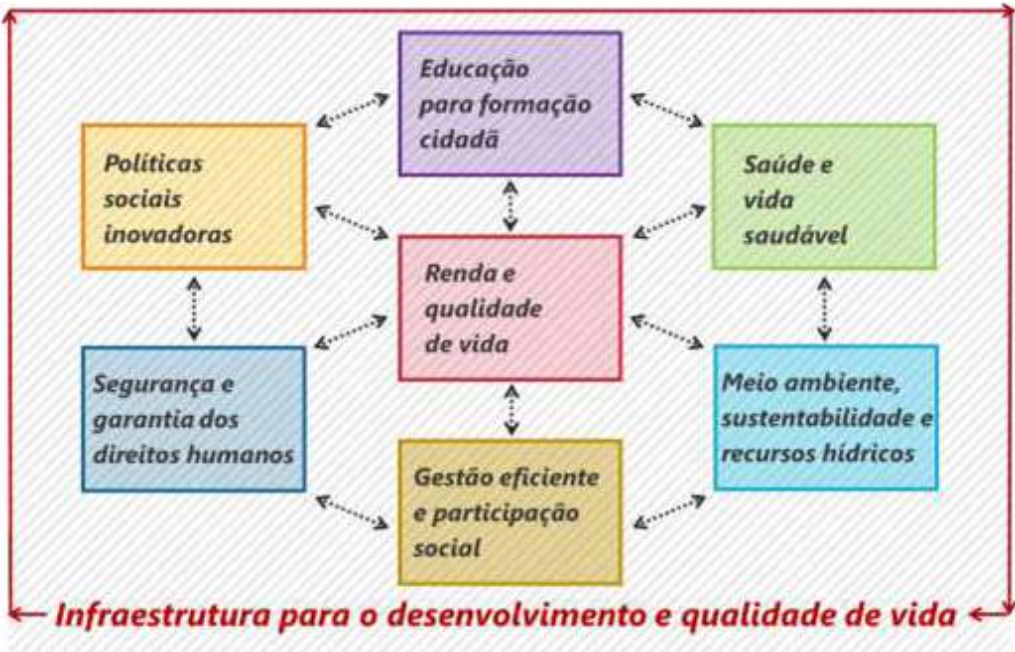 Educação
para formação
cidadã
Políticas
sociais
inovadoras
Saúde e
vida
saudável
Renda e
qualidade
de vida
Segurança e
garantia dos
direitos humanos
Meio ambiente,
sustentabilidade e
recursos hídricos
Gestão eficiente
e participação
social
Infraestrutura para o desenvolvimento e qualidade de vida